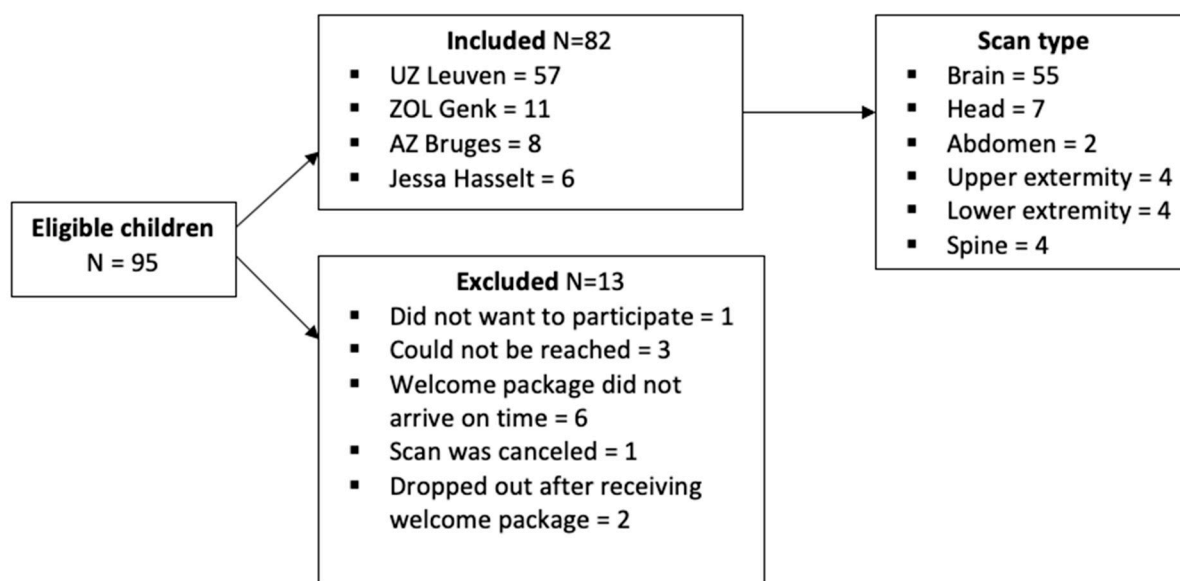 Eligible children
N = 95
Included N=82
▪ UZ Leuven = 57
▪ ZOL Genk = 11
▪ AZ Bruges = 8
▪ Jessa Hasselt = 6
Excluded N=13
▪ Did not want to participate = 1
▪ Could not be reached = 3
▪ Welcome package did
arrive on time = 6
▪ Scan was canceled = 1
▪ Dropped out after receiving
welcome package = 2
Scan type
▪ Brain = 55
▪ Head = 7
▪ Abdomen = 2
▪ Upper extermity = 4
▪ Lower extremity = 4
▪ Spine = 4